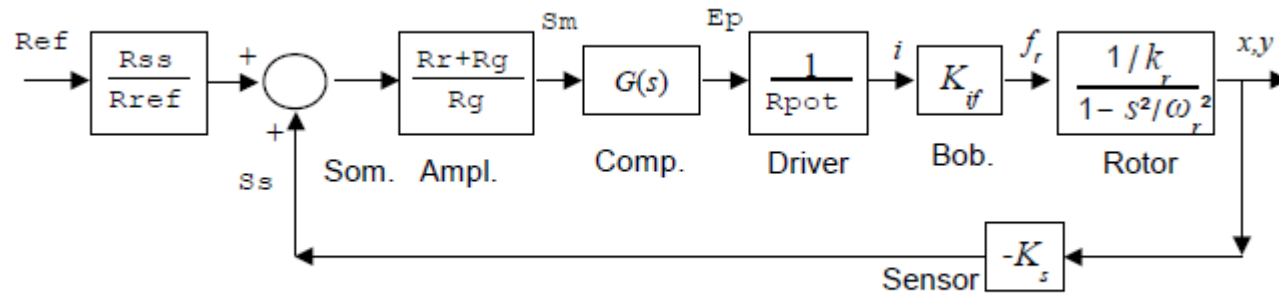 Ref
Rss
Rref
+
+
Ss
Som.
Rr+Rg
Rg
Ampl.
Sm
G(s)
Comp.
Ep
1
Rpot
Driver
i
K_if
Bob.
f_r
1/k_r
1− s²/ω_r²
Rotor
x,y
-K_s
Sensor